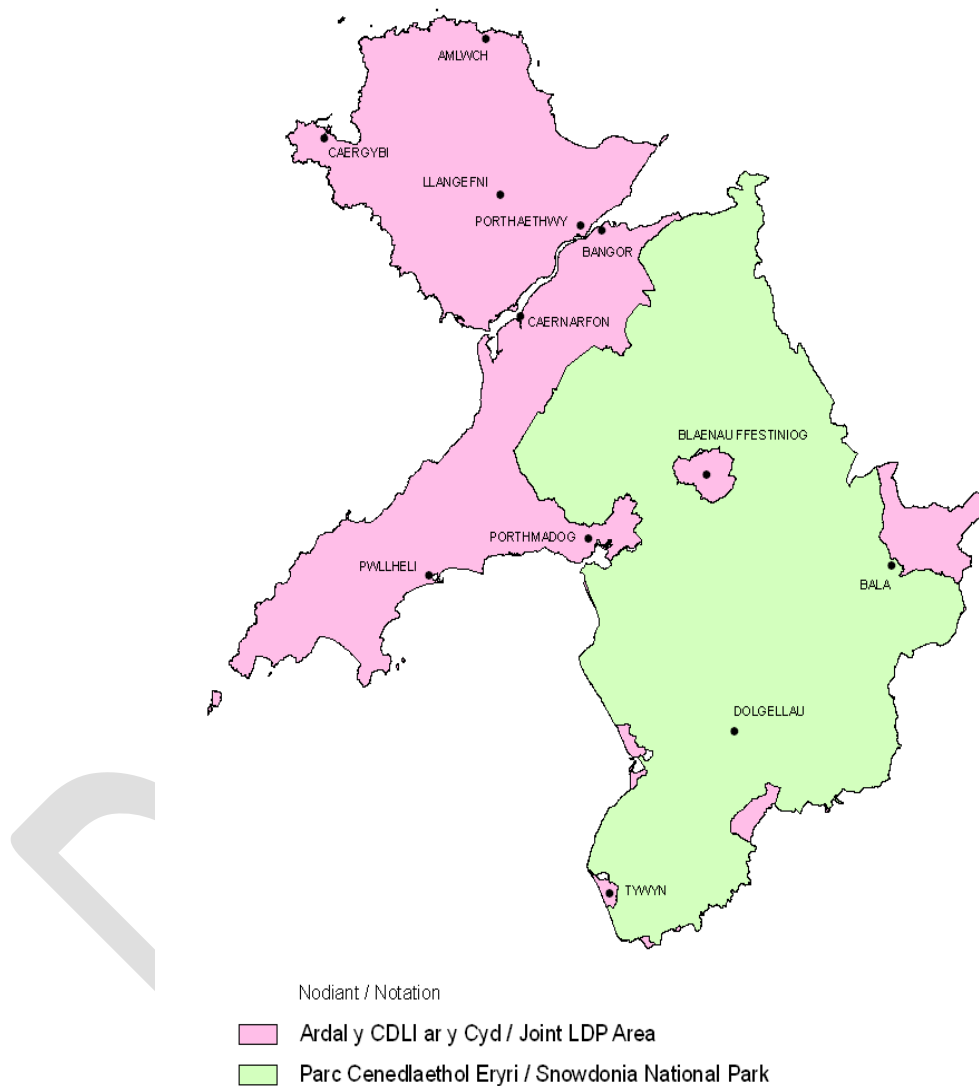 AMLWCH
CAERGYBI
LLANGEFNI
PORTHAETHWY
BANGOR
CAERNARFON
BLAENAU FFESTINIOG
PORTHMADOG
PWLLHELI
BALA
DOLGELLAU
TYWYN
Nodiant / Notation
Ardal y CDLl ar y Cyd / Joint LDP Area
Parc Cenedlaethol Eryri / Snowdonia National Park